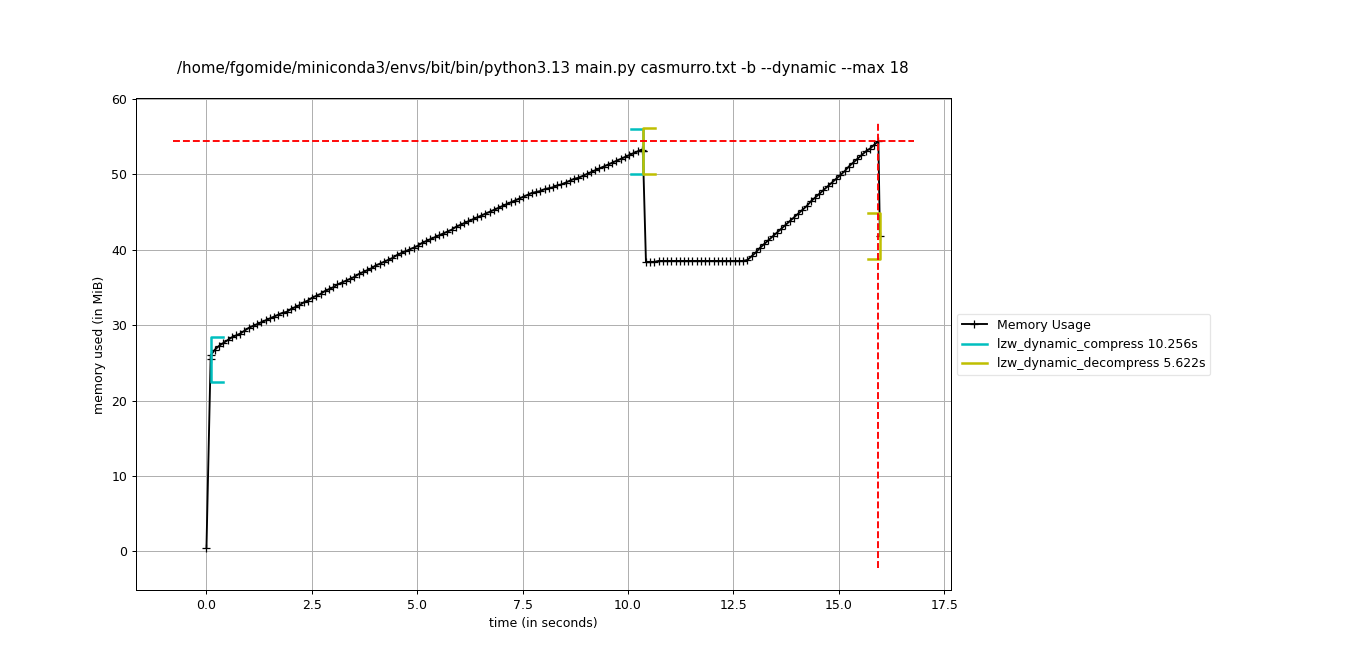 /home/fgomide/miniconda3/envs/bit/bin/python3.13 main.py casmurro.txt -b --dynamic --max 18
60
50
40
30
20
10
0
memory used (in MiB)
0.0 2.5 5.0 7.5 10.0 12.5 15.0 17.5
time (in seconds)
Memory Usage
lzw_dynamic_compress 10.256s
lzw_dynamic_decompress 5.622s